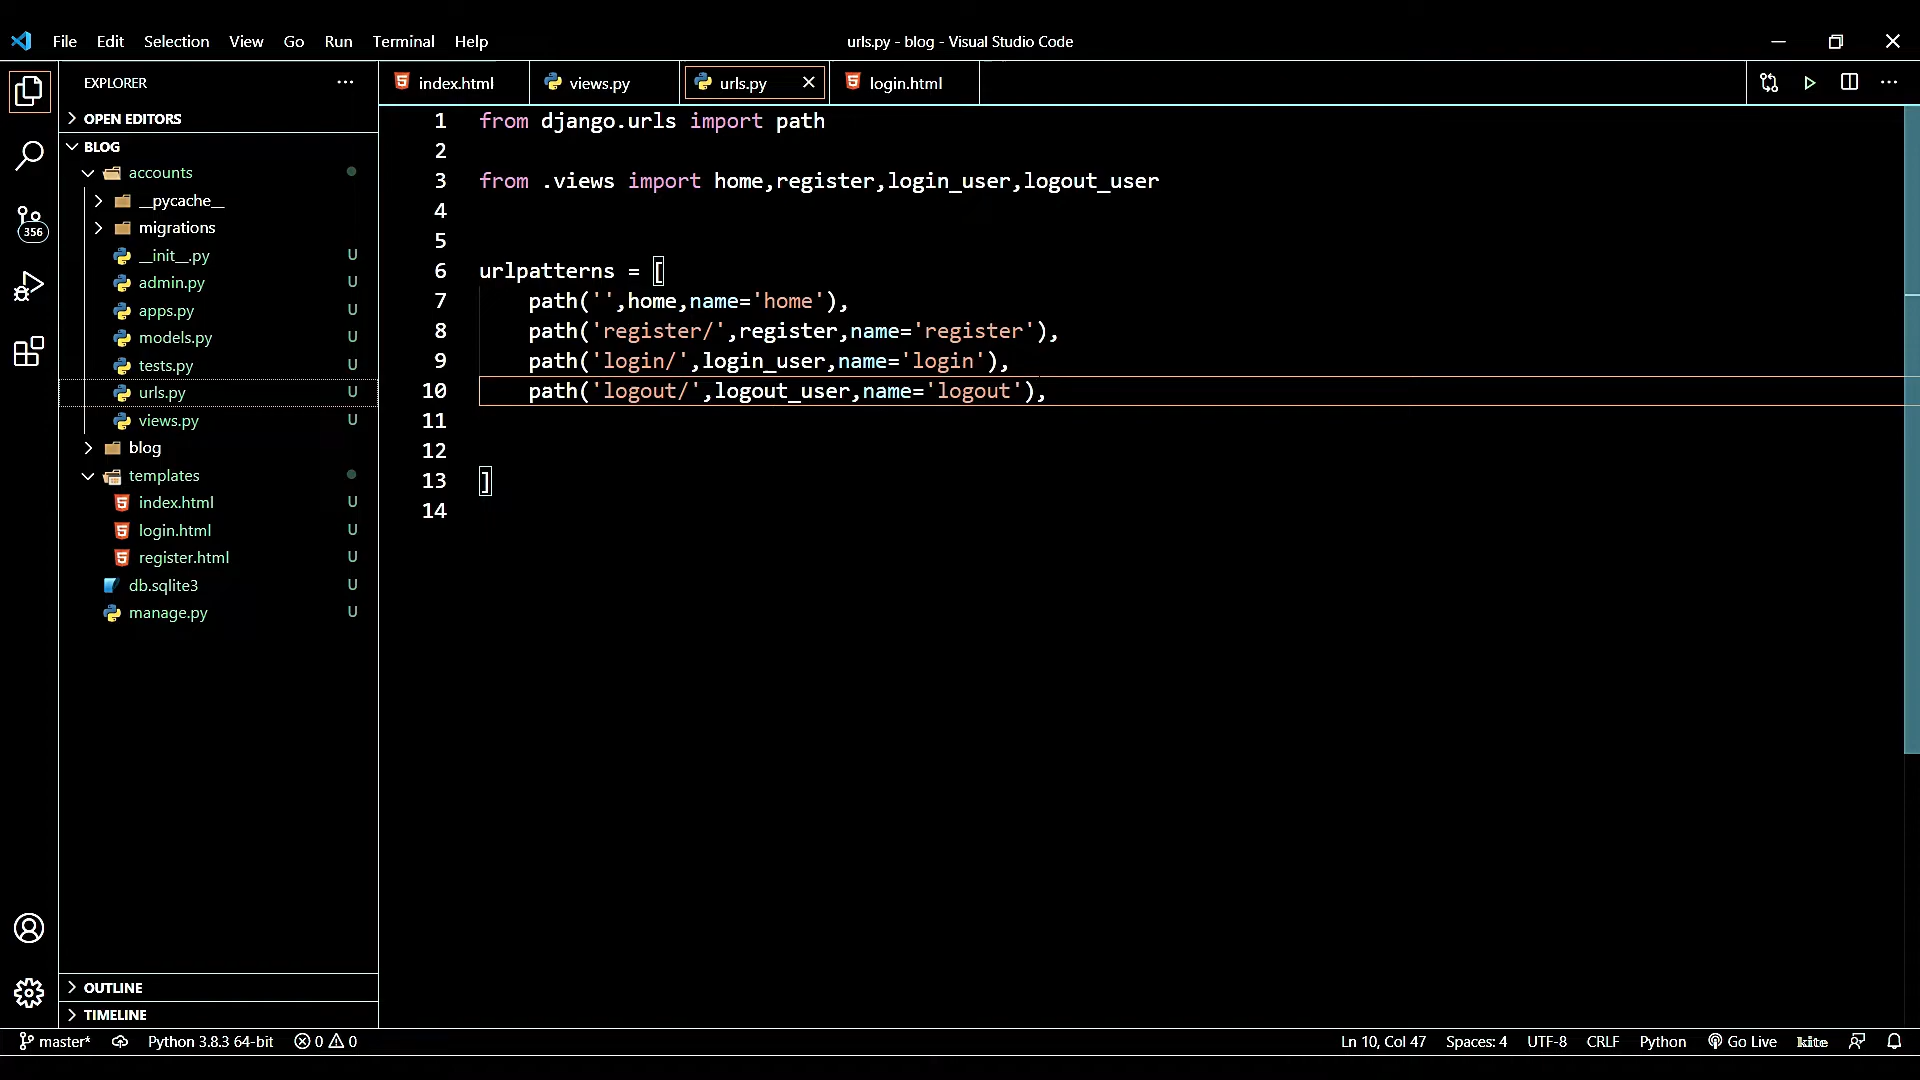 File Edit Selection View Go Run Terminal Help
urls.py - blog - Visual Studio Code
EXPLORER
index.html
views.py
urls.py
login.html
OPEN EDITORS
BLOG
accounts
__pycache__
migrations
__init__.py U
admin.py U
apps.py U
models.py U
tests.py U
urls.py U
views.py U
blog
templates
index.html U
login.html U
register.html U
db.sqlite3 U
manage.py U
356
OUTLINE
TIMELINE
1 from django.urls import path
2
3 from .views import home,register,login_user,logout_user
4
5
6 urlpatterns = [
7 path('',home,name='home'),
8 path('register/',register,name='register'),
9 path('login/',login_user,name='login'),
10 path('logout/',logout_user,name='logout'),
11
12
13 ]
14
master* Python 3.8.3 64-bit 0 0 Ln 10, Col 47 Spaces: 4 UTF-8 CRLF Python Go Live kite